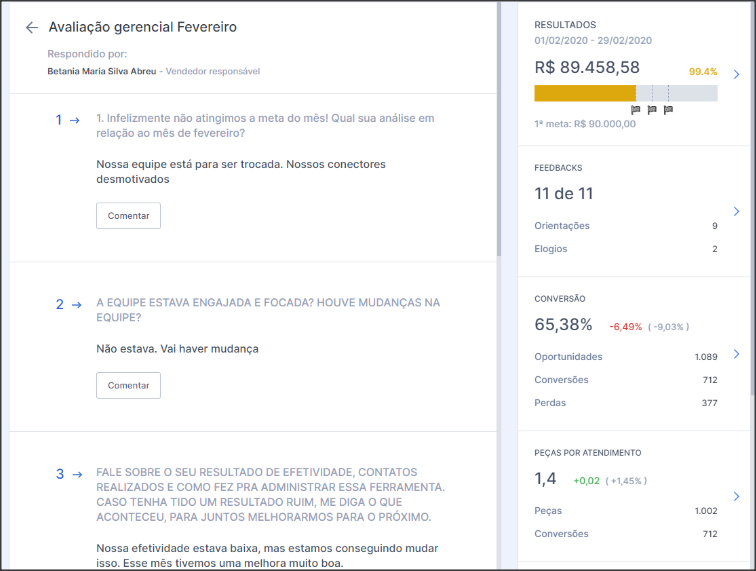 Avaliação gerencial Fevereiro
Respondido por:
Betania Maria Silva Abreu - Vendedor responsável
1
1. Infelizmente não atingimos a meta do mês! Qual sua análise em
relação ao mês de fevereiro?
Nossa equipe está para ser trocada. Nossos conectores
desmotivados
Comentar
2
A EQUIPE ESTAVA ENGAJADA E FOCADA? HOUVE MUDANÇAS NA
EQUIPE?
Não estava. Vai haver mudança
Comentar
3
FALE SOBRE O SEU RESULTADO DE EFETIVIDADE, CONTATOS
REALIZADOS E COMO FEZ PRA ADMINISTRAR ESSA FERRAMENTA.
CASO TENHA TIDO UM RESULTADO RUIM, ME DIGA O QUE
ACONTECEU, PARA JUNTOS MELHORARMOS PARA O PRÓXIMO.
Nossa efetividade estava baixa, mas estamos conseguindo mudar
isso. Esse mês tivemos uma melhora muito boa.
RESULTADOS
01/02/2020 - 29/02/2020
R$ 89.458,58 99.4%
1ª meta: R$ 90.000,00
FEEDBACKS
11 de 11
Orientações 9
Elogios 2
CONVERSÃO
65,38% -6,49% ( -9,03% )
Oportunidades 1.089
Conversões 712
Perdas 377
PEÇAS POR ATENDIMENTO
1,4 +0,02 ( +1,45% )
Peças 1.002
Conversões 712